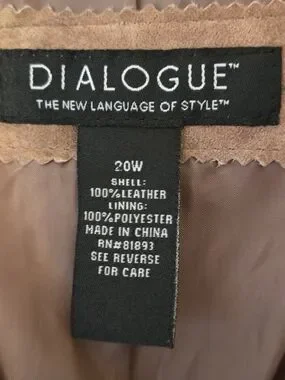 DIALOGUE™
THE NEW LANGUAGE OF STYLE™
20W
SHELL:
100%LEATHER
LINING:
100%POLYESTER
MADE IN CHINA
RN#81893
SEE REVERSE
FOR CARE